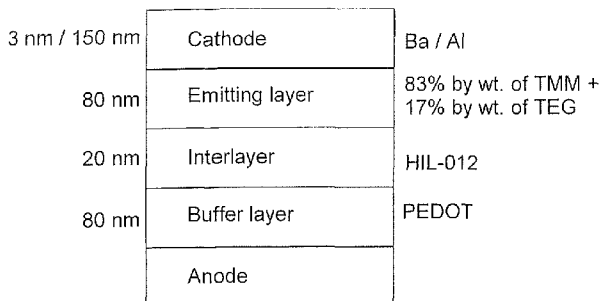 3 nm / 150 nm Cathode Ba / Al
80 nm Emitting layer 83% by wt. of TMM +
17% by wt. of TEG
20 nm Interlayer HIL-012
80 nm Buffer layer PEDOT
Anode